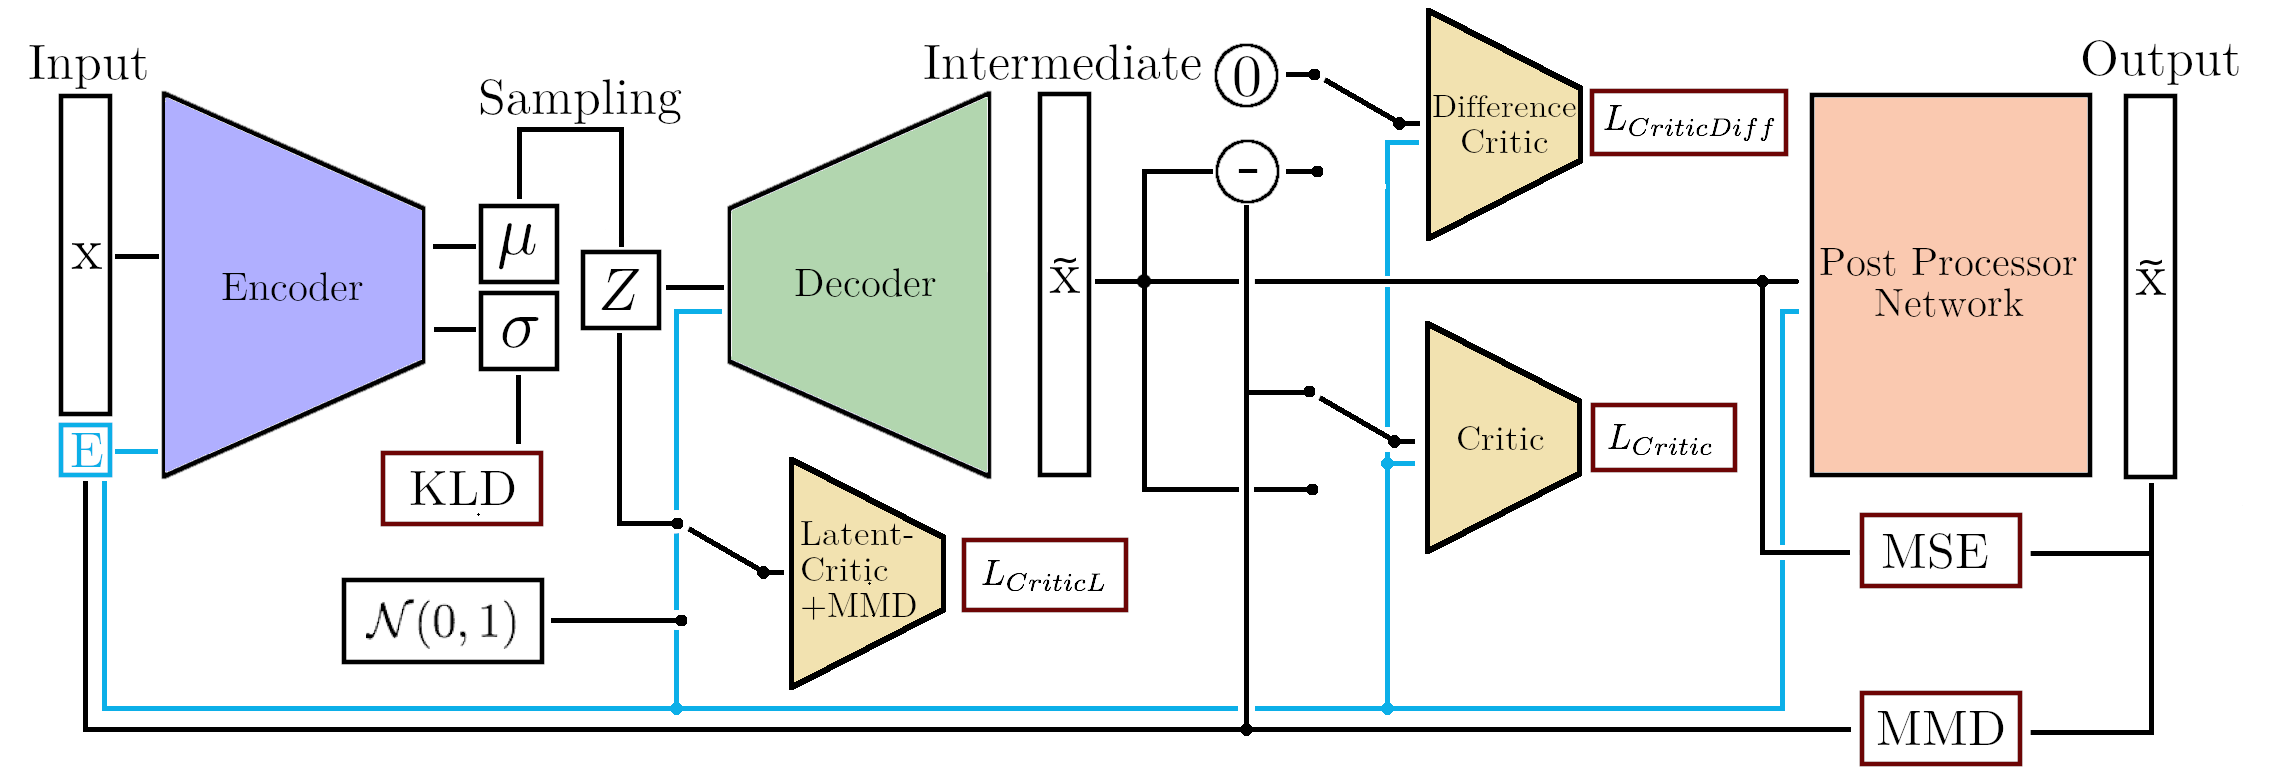 Input
x
E
Encoder
Sampling
μ
σ
Z
KLD
𝒩(0, 1)
Decoder
Latent-
Critic
+MMD
L_{CriticL}
Intermediate
x̃
0
-
Difference
Critic
L_{CriticDiff}
Critic
L_{Critic}
Post Processor
Network
Output
x̃
MSE
MMD